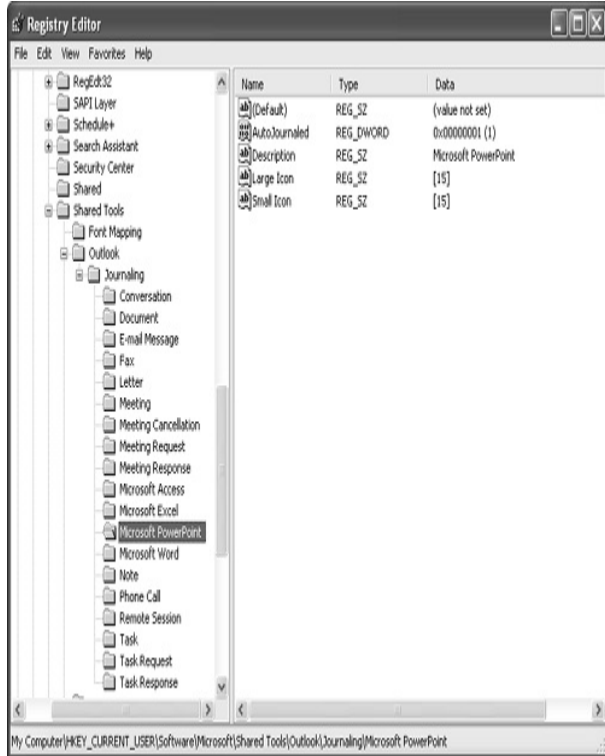 Registry Editor
File Edit View Favorites Help
RegEdt32
SAPI Layer
Schedule+
Search Assistant
Security Center
Shared
Shared Tools
Font Mapping
Outlook
Journaling
Conversation
Document
E-mail Message
Fax
Letter
Meeting
Meeting Cancellation
Meeting Request
Meeting Response
Microsoft Access
Microsoft Excel
Microsoft PowerPoint
Microsoft Word
Note
Phone Call
Remote Session
Task
Task Request
Task Response
Name Type Data
(Default) REG_SZ (value not set)
AutoJournaled REG_DWORD 0x00000001 (1)
Description REG_SZ Microsoft PowerPoint
Large Icon REG_SZ [15]
Small Icon REG_SZ [15]
My Computer\HKEY_CURRENT_USER\Software\Microsoft\Shared Tools\Outlook\Journaling\Microsoft PowerPoint